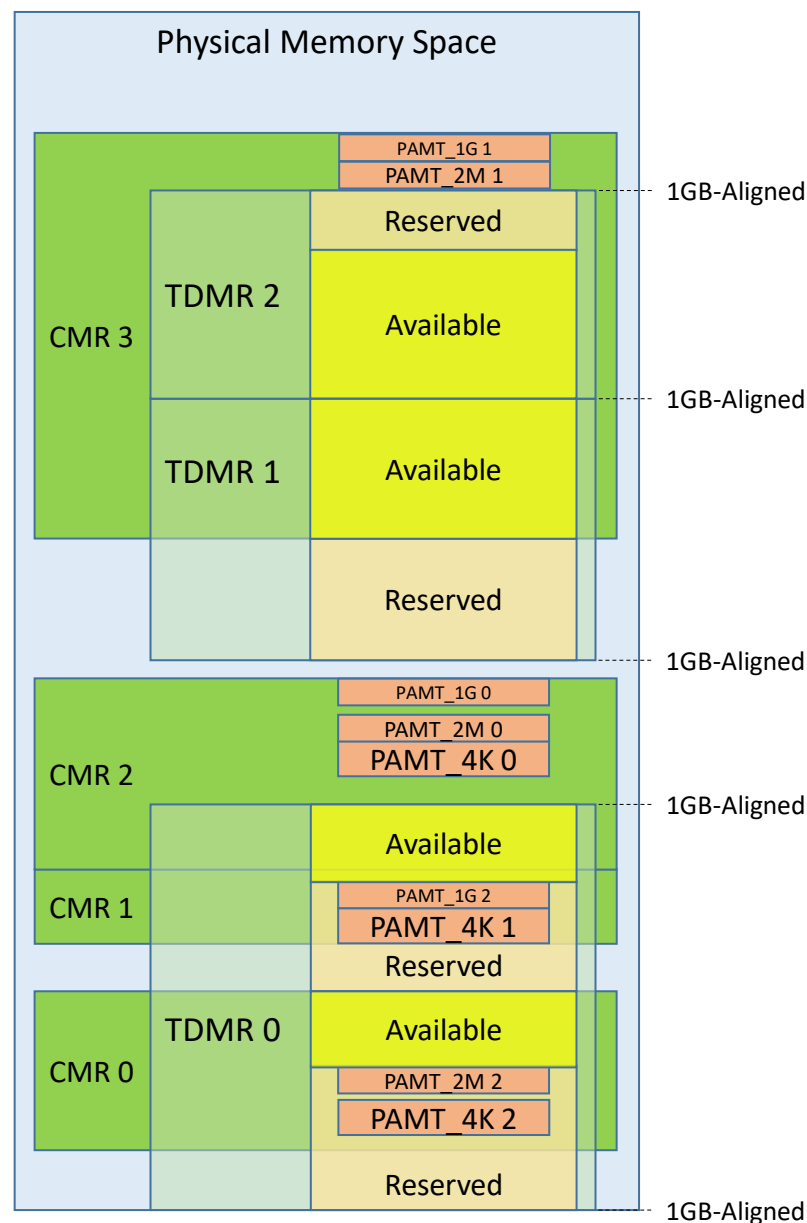 Physical Memory Space
PAMT_1G 1
PAMT_2M 1
1GB-Aligned
Reserved
TDMR 2
Available
CMR 3
1GB-Aligned
TDMR 1
Available
Reserved
1GB-Aligned
PAMT_1G 0
PAMT_2M 0
PAMT_4K 0
CMR 2
1GB-Aligned
Available
PAMT_1G 2
CMR 1
PAMT_4K 1
Reserved
TDMR 0
Available
CMR 0
PAMT_2M 2
PAMT_4K 2
Reserved
1GB-Aligned